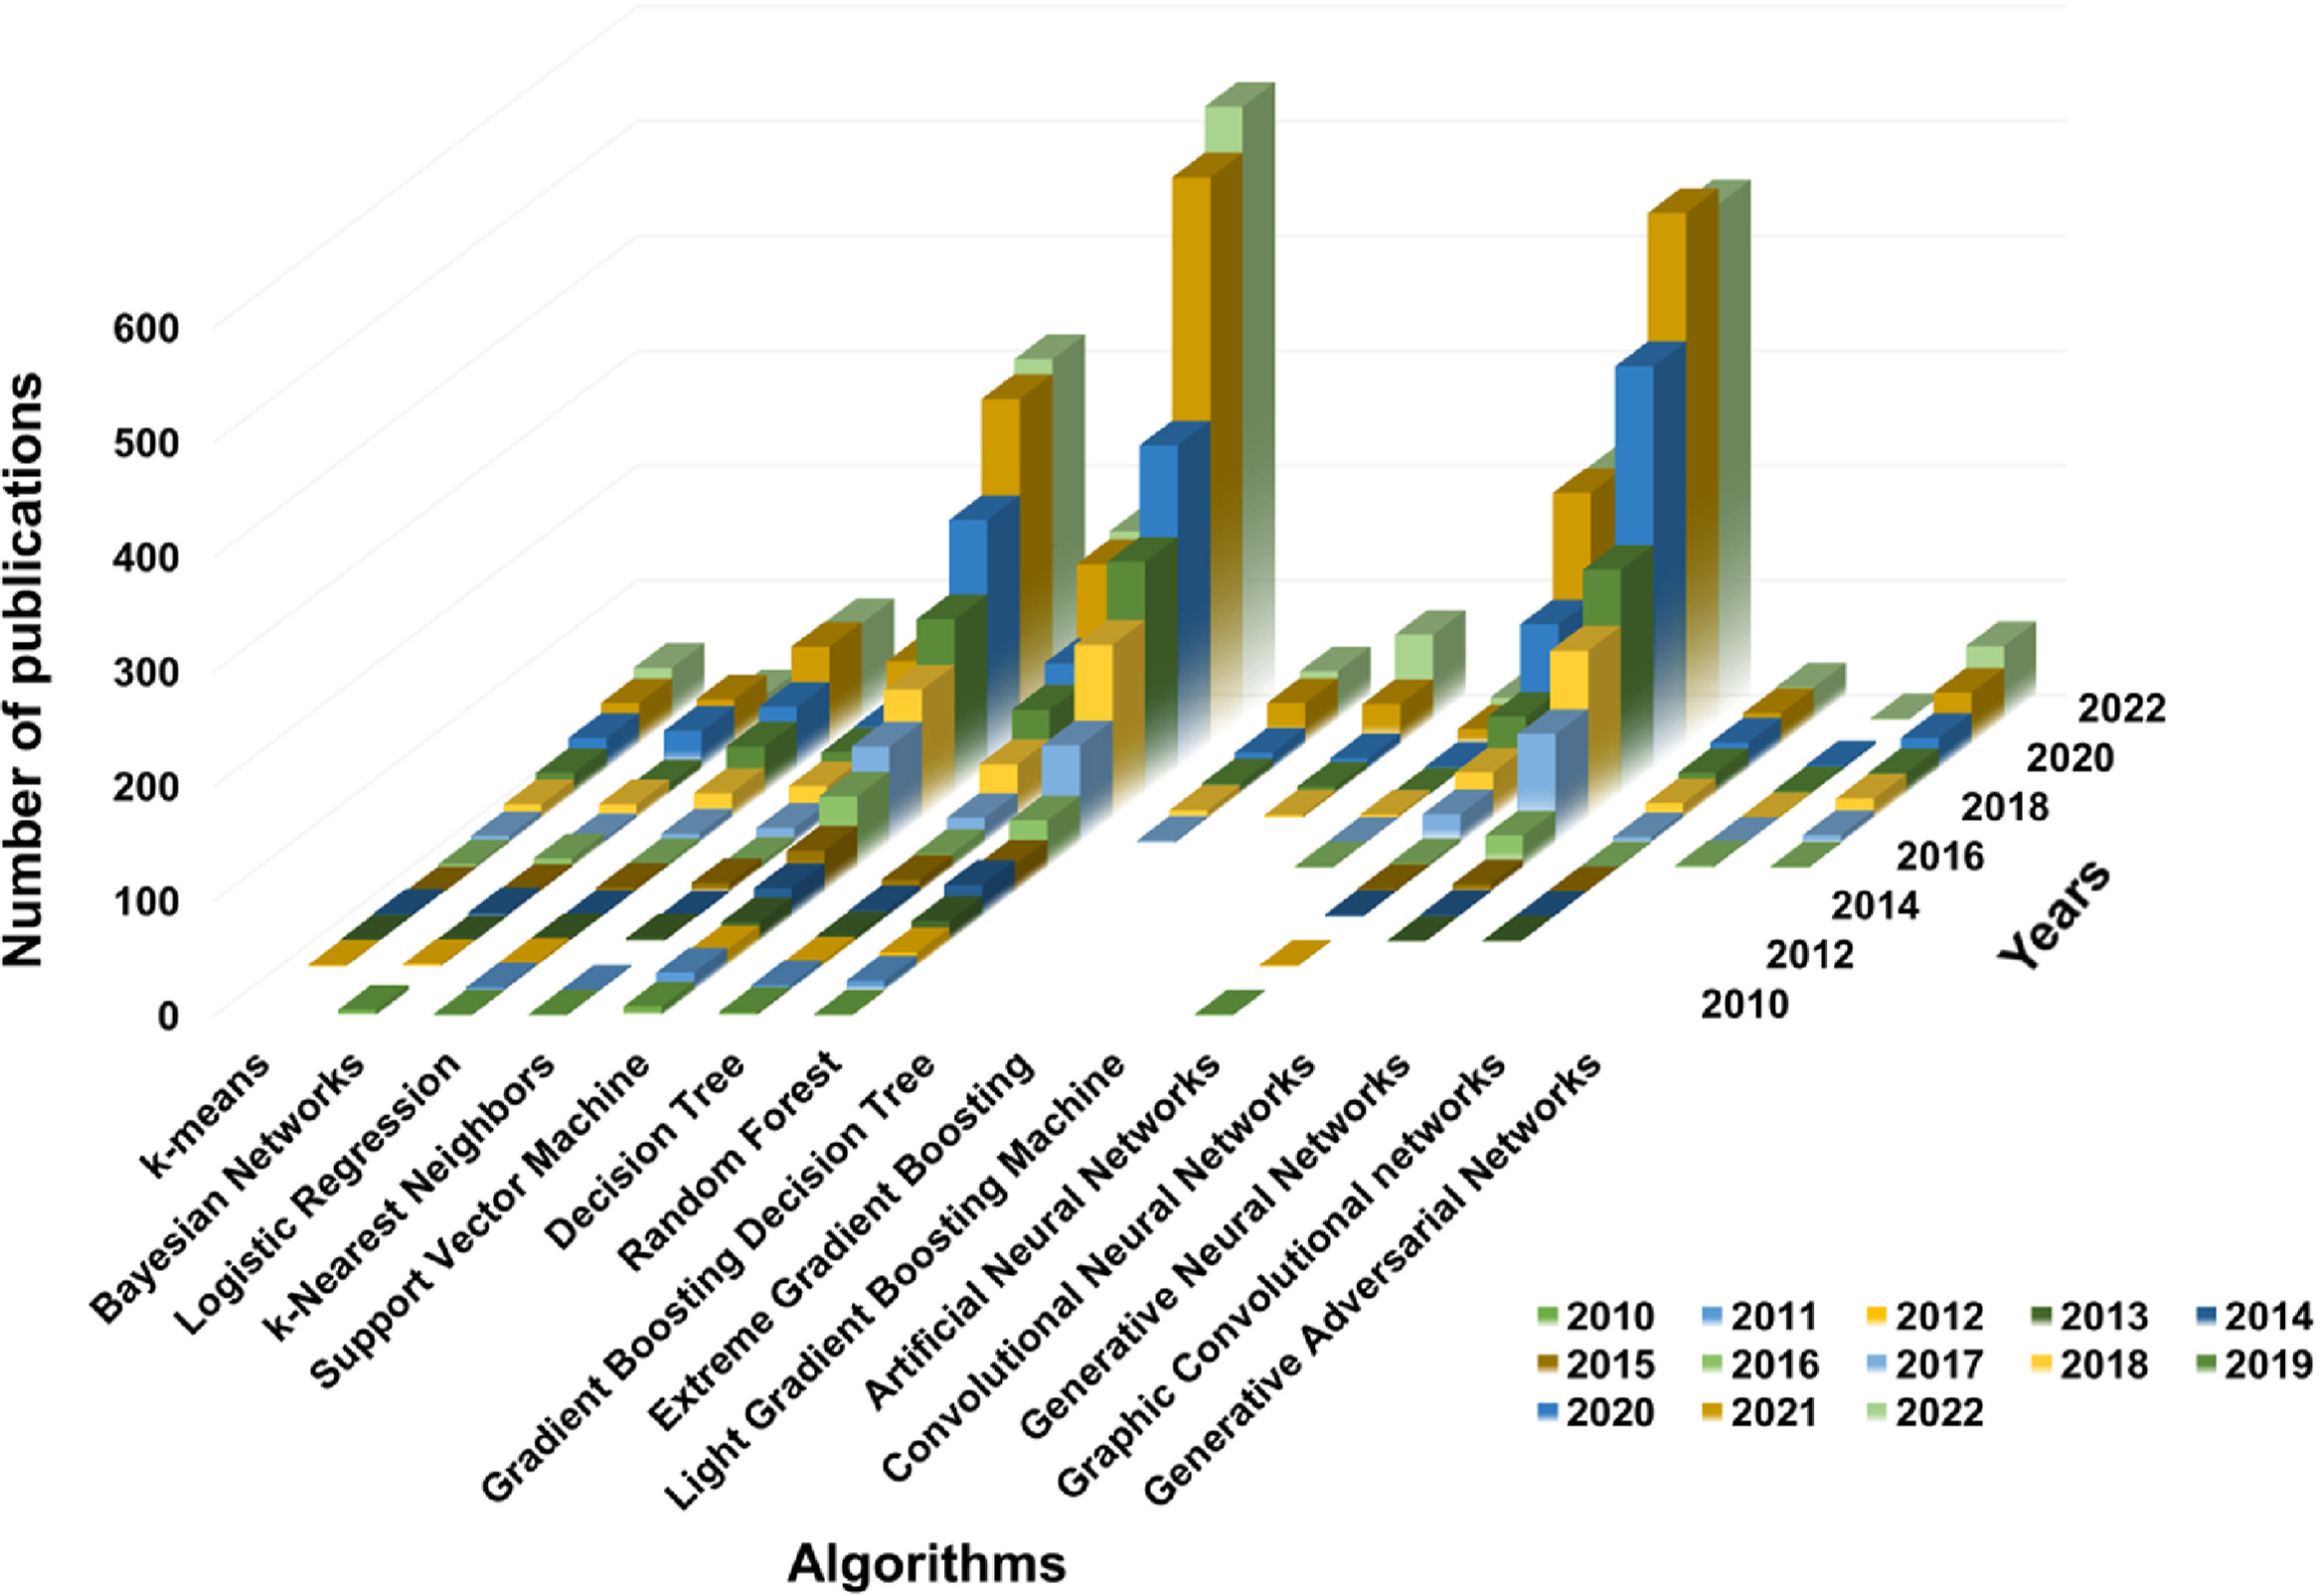 Number of publications
600
500
400
300
200
100
0
2022
2020
2018
2016
2014
2012
2010
Years
k-means
Bayesian Networks
Logistic Regression
k-Nearest Neighbors
Support Vector Machine
Decision Tree
Random Forest
Gradient Boosting Decision Tree
Extreme Gradient Boosting
Light Gradient Boosting Machine
Artificial Neural Networks
Convolutional Neural Networks
Generative Neural Networks
Graphic Convolutional networks
Generative Adversarial Networks
Algorithms
2010 2011 2012 2013 2014
2015 2016 2017 2018 2019
2020 2021 2022